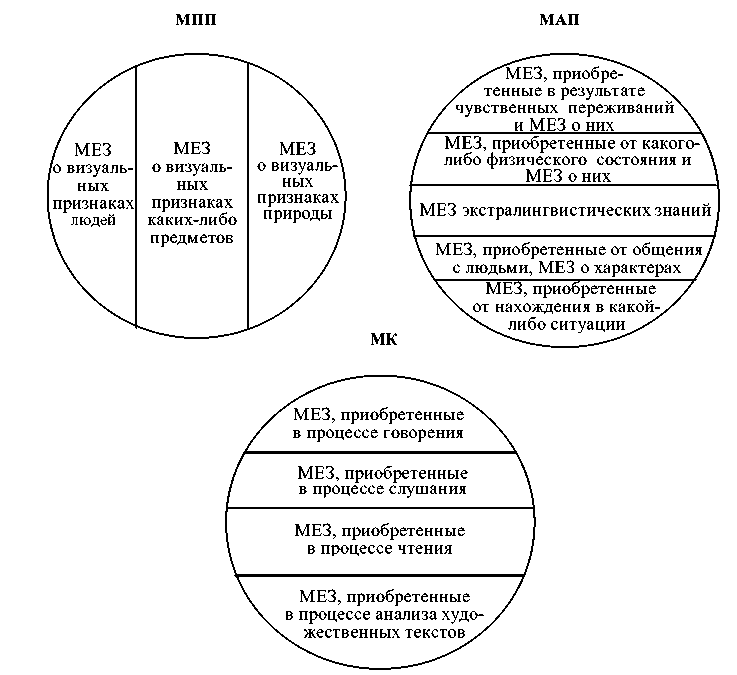 МПП
МЕЗ
о визуаль-
ных
признаках
людей
МЕЗ
о визуаль-
ных
признаках
каких-либо
предметов
МЕЗ
о визуаль-
ных
признаках
природы
МАП
МЕЗ, приобре-
тенные в результате
чувственных переживаний
и МЕЗ о них
МЕЗ, приобретенные от какого-
либо физического состояния и
МЕЗ о них
МЕЗ экстралингвистических знаний
МЕЗ, приобретенные от общения
с людьми, МЕЗ о характерах
МЕЗ, приобретенные
от нахождения в какой-
либо ситуации
МК
МЕЗ, приобретенные
в процессе говорения
МЕЗ, приобретенные
в процессе слушания
МЕЗ, приобретенные
в процессе чтения
МЕЗ, приобретенные
в процессе анализа худо-
жественных текстов